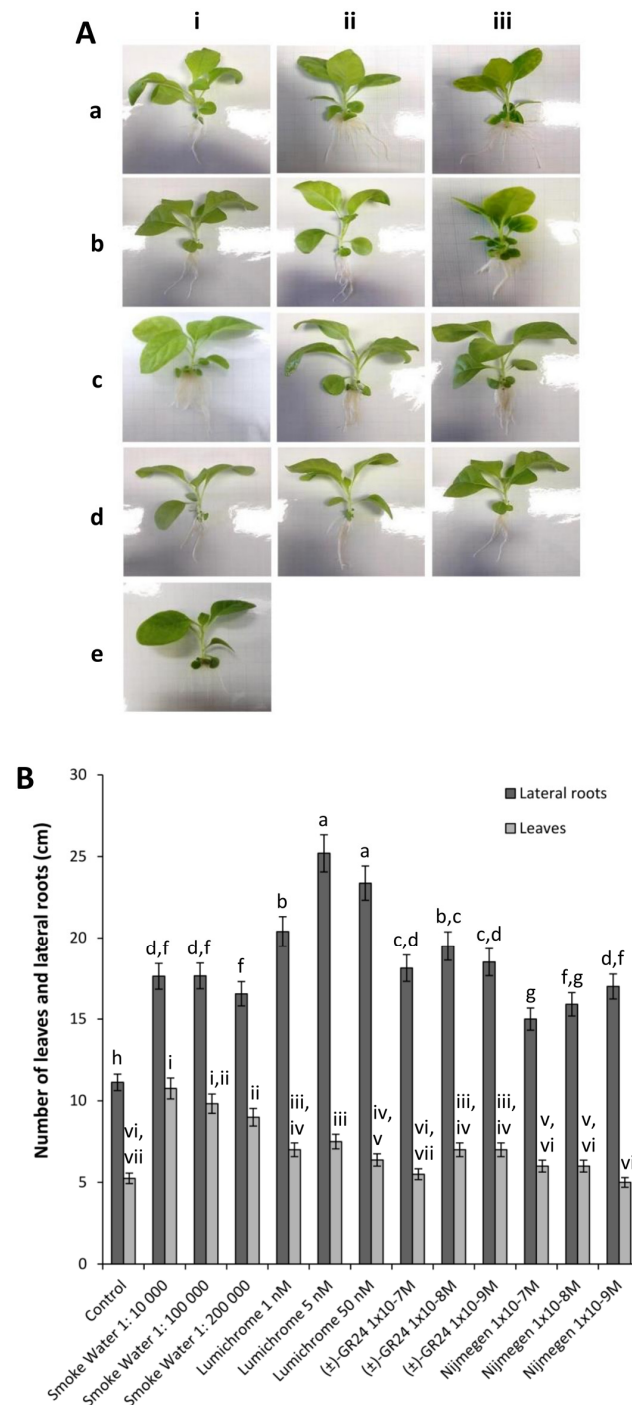 A
i ii iii
a
b
c
d
e
B
Number of leaves and lateral roots (cm)
30
25
20
15
10
5
0
Lateral roots
Leaves
h
vi,
vii
d,f
i
d,f
i,ii
f
ii
b
iii,
iv
a
iii
a
iv,
v
c,d
vi,
vii
b,c
iii,
iv
c,d
iii,
iv
g
v,
vi
f,g
v,
vi
d,f
Control
Smoke Water 1: 10 000
Smoke Water 1: 100 000
Smoke Water 1: 200 000
Lumichrome 1 nM
Lumichrome 5 nM
Lumichrome 50 nM
(±)-GR24 1x10-7M
(±)-GR24 1x10-8M
(±)-GR24 1x10-9M
Nijmegen 1x10-7M
Nijmegen 1x10-8M
Nijmegen 1x10-9M